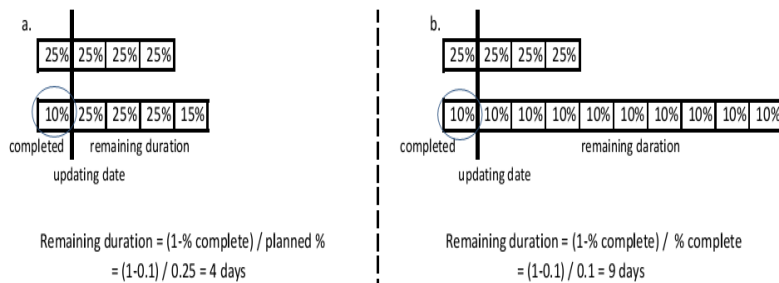 a.
25% 25% 25% 25%
10% 25% 25% 25% 15%
completed remaining duration
updating date
Remaining duration = (1-% complete) / planned %
= (1-0.1) / 0.25 = 4 days
b.
25% 25% 25% 25%
10% 10% 10% 10% 10% 10% 10% 10% 10% 10%
completed remaining daration
updating date
Remaining duration = (1-% complete) / % complete
= (1-0.1) / 0.1 = 9 days